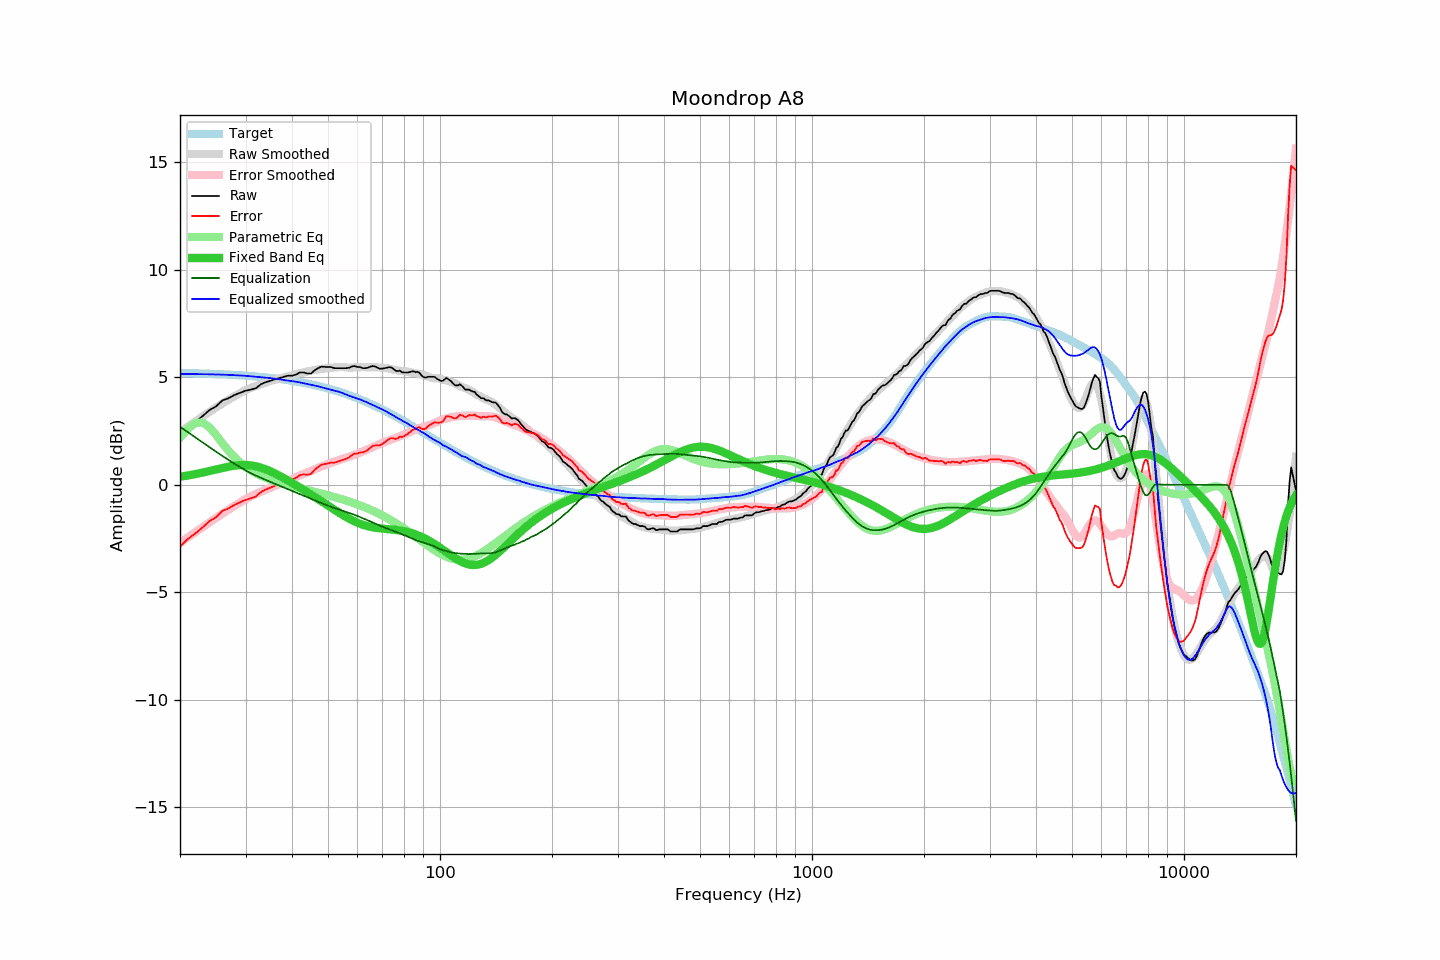 Moondrop A8
Target
Raw Smoothed
Error Smoothed
Raw
Error
Parametric Eq
Fixed Band Eq
Equalization
Equalized smoothed
15
10
5
0
−5
−10
−15
Amplitude (dBr)
100
1000
10000
Frequency (Hz)